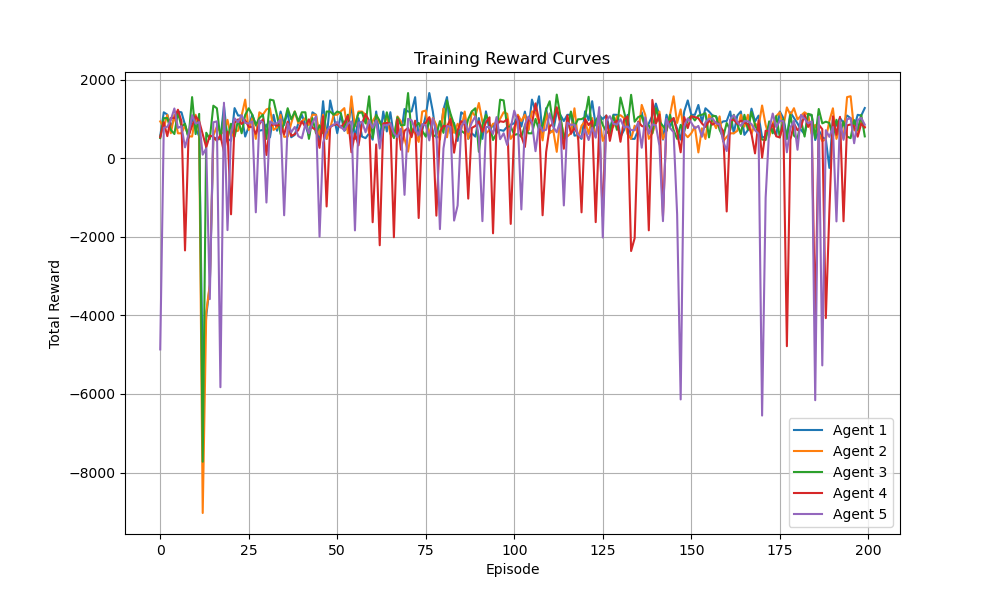 Training Reward Curves
Total Reward
2000
0
−2000
−4000
−6000
−8000
0 25 50 75 100 125 150 175 200
Episode
Agent 1
Agent 2
Agent 3
Agent 4
Agent 5